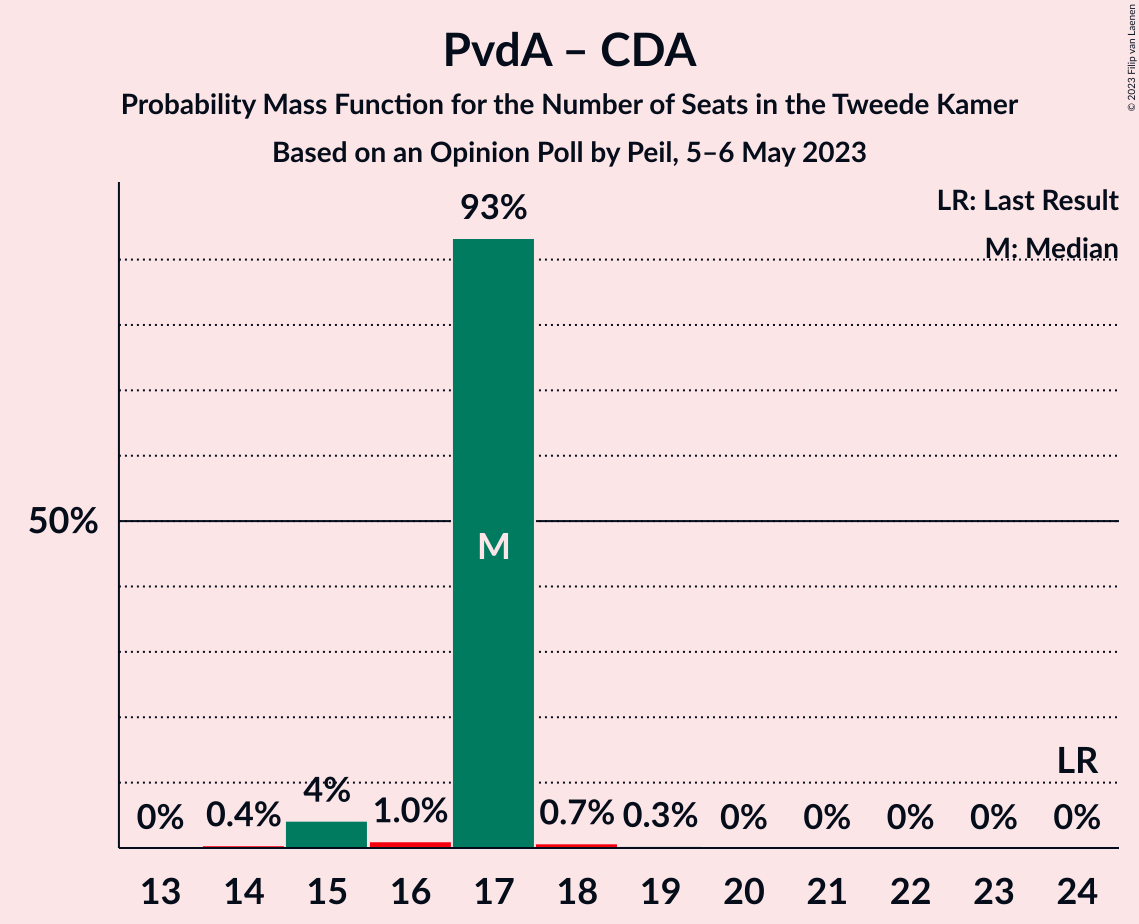 PvdA – CDA
Probability Mass Function for the Number of Seats in the Tweede Kamer
Based on an Opinion Poll by Peil, 5–6 May 2023
© 2023 Filip van Laenen
LR: Last Result
M: Median
93%
50%
M
LR
0% 0.4% 4% 1.0% 0.7% 0.3% 0% 0% 0% 0% 0%
13 14 15 16 17 18 19 20 21 22 23 24